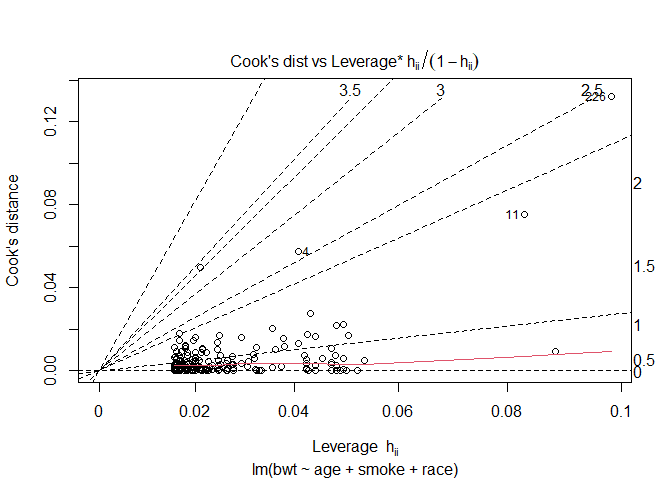 Cook's dist vs Leverage* hᵢᵢ/(1 − hᵢᵢ)
3.5 3 2.5
226
2
11
4
1.5
1
0.5
0
0.12
0.08
0.04
0.00
Cook's distance
0 0.02 0.04 0.06 0.08 0.1
Leverage hᵢᵢ
lm(bwt ~ age + smoke + race)